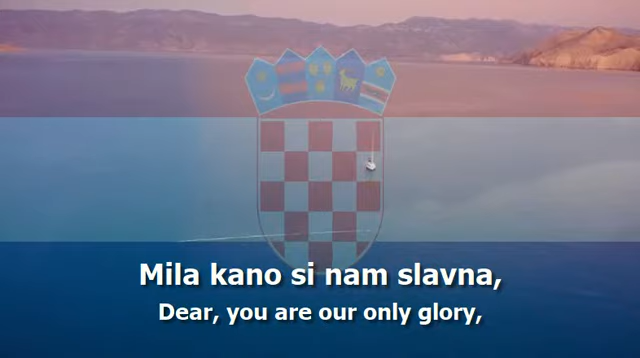 Mila kano si nam slavna,
Dear, you are our only glory,